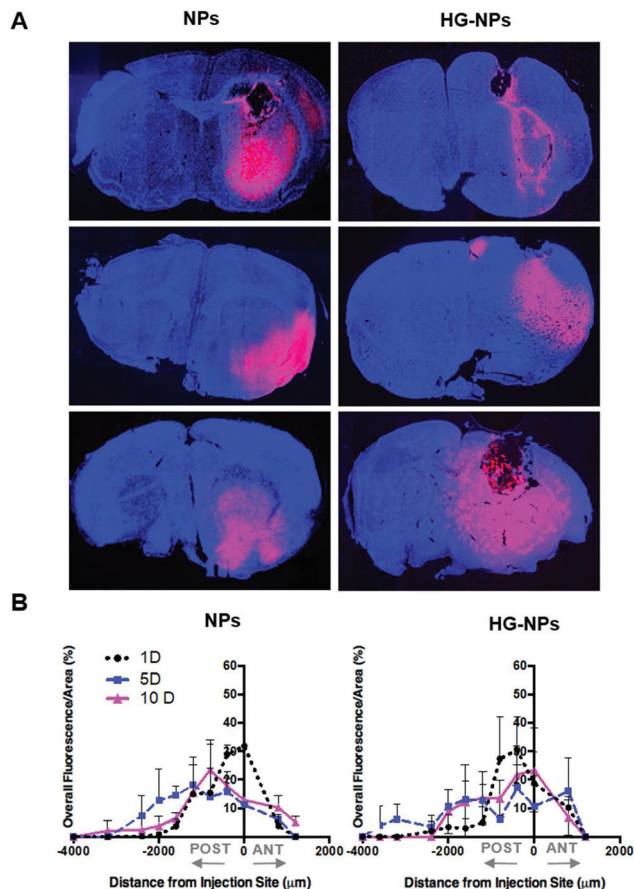 A
NPs HG-NPs
B
NPs HG-NPs
Overall Fluorescence/Area (%)
1D
5D
10 D
60
50
40
30
20
10
-4000 -2000 0 2000
POST ANT
Distance from Injection Site (µm)
Overall Fluorescence/Area (%)
60
50
40
30
20
10
-4000 -2000 0 2000
POST ANT
Distance from Injection Site (µm)